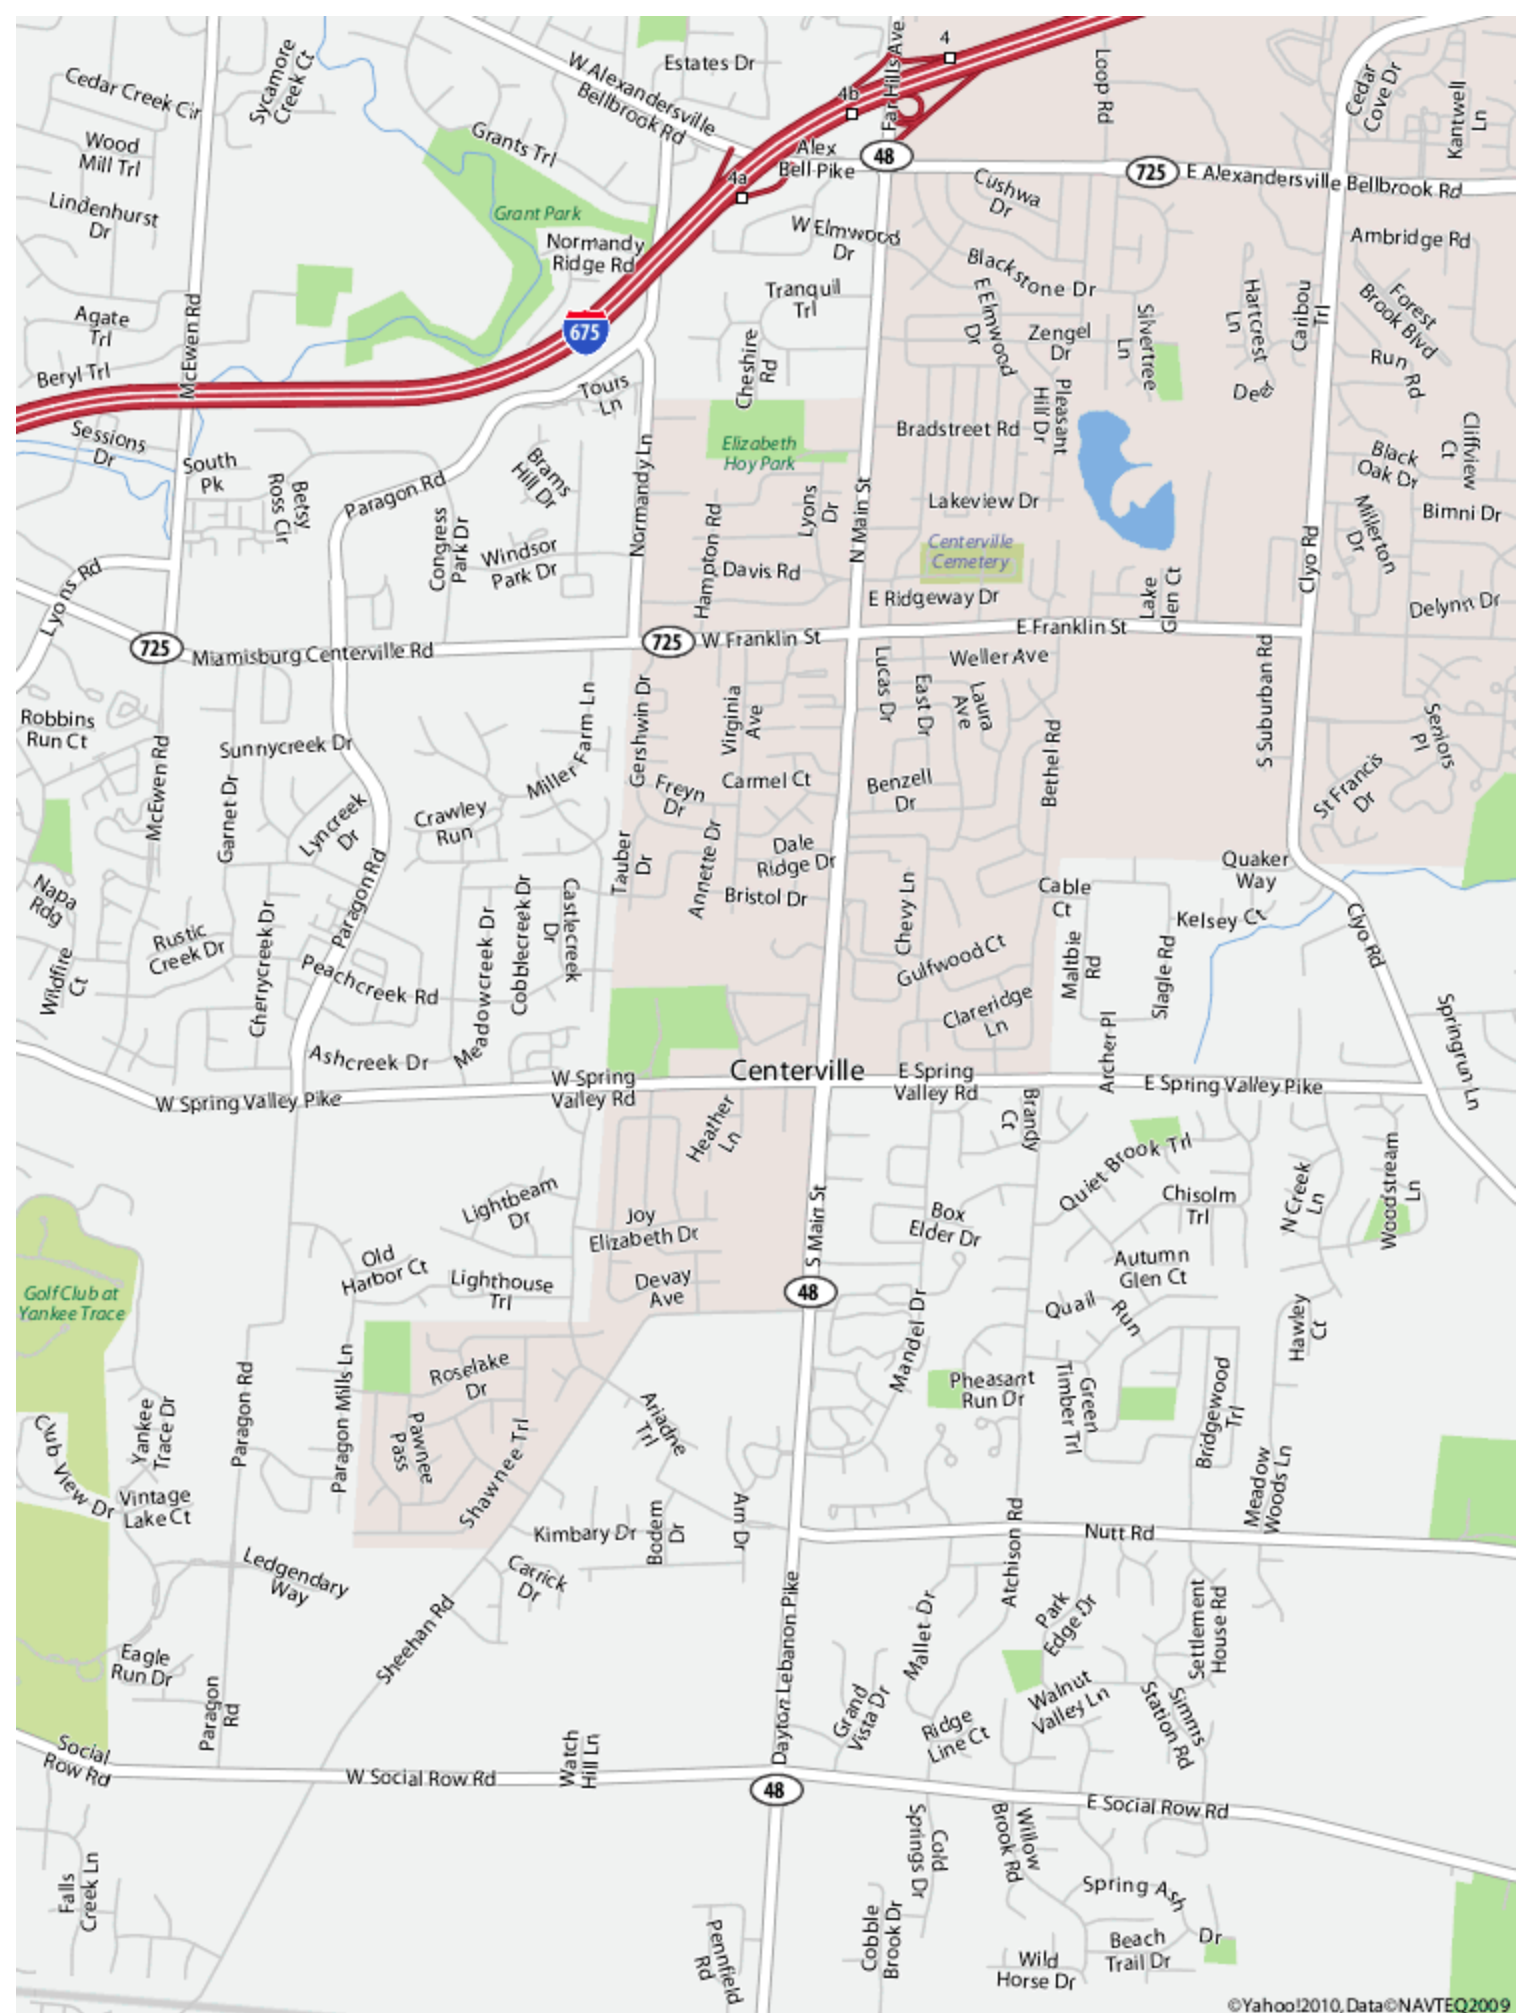 4
Estates Dr
W Alexandersville
Bellbrook Rd
Far Hills Ave
Loop Rd
Cedar
Cove Dr
Kantwell
Ln
Cedar Creek Cir
Sycamore
Creek Ct
4b
Wood
Mill Trl
Grants Trl
Alex
Bell Pike
48
725
E Alexandersville Bellbrook Rd
4a
Cushwa
Dr
Lindenhurst
Dr
Grant Park
Normandy
Ridge Rd
W Elmwood
Dr
Ambridge Rd
Blackstone Dr
Tranquil
Trl
E Elmwood
Dr
Silvertree
Ln
Hartcrest
Ln
Caribou
Trl
Forest
Brook Blvd
Agate
Trl
McEwen Rd
675
Zengel
Dr
Cheshire
Rd
Run Rd
Beryl Trl
Tours
Ln
Deer
Pleasant
Hill Dr
Sessions
Dr
Elizabeth
Hoy Park
Bradstreet Rd
Cliffview
Ct
Black
Oak Dr
South
Pk
Betsy
Ross Cir
Paragon Rd
Brams
Hill Dr
Normandy Ln
Lyons
Dr
N Main St
Lakeview Dr
Millerton
Dr
Bimni Dr
Congress
Park Dr
Windsor
Park Dr
Hampton Rd
Davis Rd
Centerville
Cemetery
Clyo Rd
Lyons Rd
E Ridgeway Dr
Lake
Glen Ct
Delynn Dr
725
Miamisburg Centerville Rd
725
W Franklin St
E Franklin St
Weller Ave
S Suburban Rd
Lucas Dr
East Dr
Laura
Ave
Robbins
Run Ct
McEwen Rd
Sunnycreek Dr
Miller Farm Ln
Gershwin Dr
Virginia
Ave
Bethel Rd
Seniors
Pl
Garnet Dr
Lyncreek
Dr
Crawley
Run
Freyn
Dr
Carmel Ct
Benzell
Dr
St Francis
Dr
Tauber
Dr
Annette Dr
Dale
Ridge Dr
Bristol Dr
Quaker
Way
Napa
Rdg
Paragon Rd
Cable
Ct
Kelsey Ct
Clyo Rd
Rustic
Creek Dr
Cherrycreek Dr
Meadowcreek Dr
Cobblecreek Dr
Castlecreek
Dr
Chevy Ln
Gulfwood Ct
Maltbie
Rd
Slagle Rd
Wildfire
Ct
Peachcreek Rd
Clareridge
Ln
Springrun Ln
Ashcreek Dr
Archer Pl
W Spring Valley Pike
W Spring
Valley Rd
Centerville
E Spring
Valley Rd
E Spring Valley Pike
Heather
Ln
Brandy
Ct
Quiet Brook Trl
Woodstream
Ln
Lightbeam
Dr
Chisolm
Trl
N Creek
Ln
Joy
Elizabeth Dr
S Main St
Box
Elder Dr
Old
Harbor Ct
Lighthouse
Trl
Devay
Ave
48
Autumn
Glen Ct
Golf Club at
Yankee Trace
Quail Run
Hawley
Ct
Mandel Dr
Roselake
Dr
Paragon Mills Ln
Paragon Rd
Pheasant
Run Dr
Green
Timber Trl
Bridgewood
Trl
Yankee
Trace Dr
Club View Dr
Pawnee
Pass
Ariadne
Trl
Shawnee Trl
Meadow
Woods Ln
Vintage
Lake Ct
Kimbary Dr
Bodem
Dr
Am Dr
Atchison Rd
Nutt Rd
Ledgendary
Way
Carrick
Dr
Sheehan Rd
Dayton Lebanon Pike
Mallet Dr
Park
Edge Dr
Settlement
House Rd
Eagle
Run Dr
Paragon
Rd
Grand
Vista Dr
Ridge
Line Ct
Walnut
Valley Ln
Simms
Station Rd
Social
Row Rd
W Social Row Rd
Watch
Hill Ln
48
E Social Row Rd
Cold
Springs Dr
Willow
Brook Rd
Falls
Creek Ln
Spring Ash Dr
Cobble
Brook Dr
Pennfield
Rd
Beach
Trail Dr
Wild
Horse Dr
©Yahoo!2010, Data©NAVTEQ2009